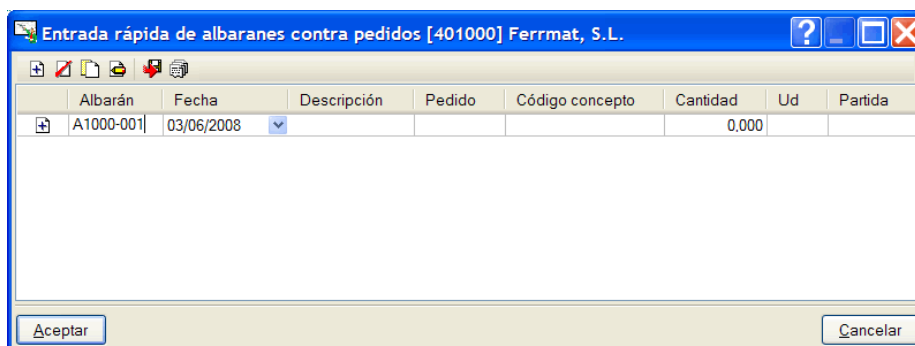 Entrada rápida de albaranes contra pedidos [401000] Ferrmat, S.L.
Albarán Fecha Descripción Pedido Código concepto Cantidad Ud Partida
A1000-001 03/06/2008 0,000
Aceptar Cancelar